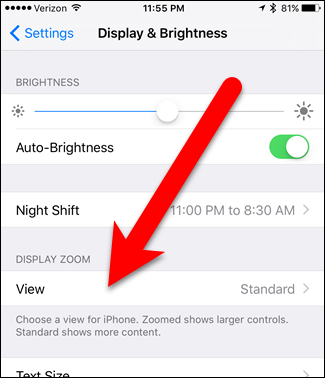 Verizon 11:55 PM 81%
Settings Display & Brightness
BRIGHTNESS
Auto-Brightness
Night Shift 11:00 PM to 8:30 AM
DISPLAY ZOOM
View Standard
Choose a view for iPhone. Zoomed shows larger controls.
Standard shows more content.
Text Size